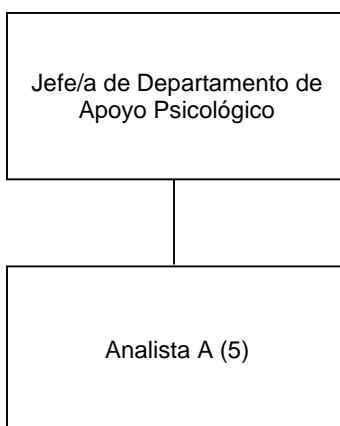 Jefe/a de Departamento de
Apoyo Psicológico
Analista A (5)